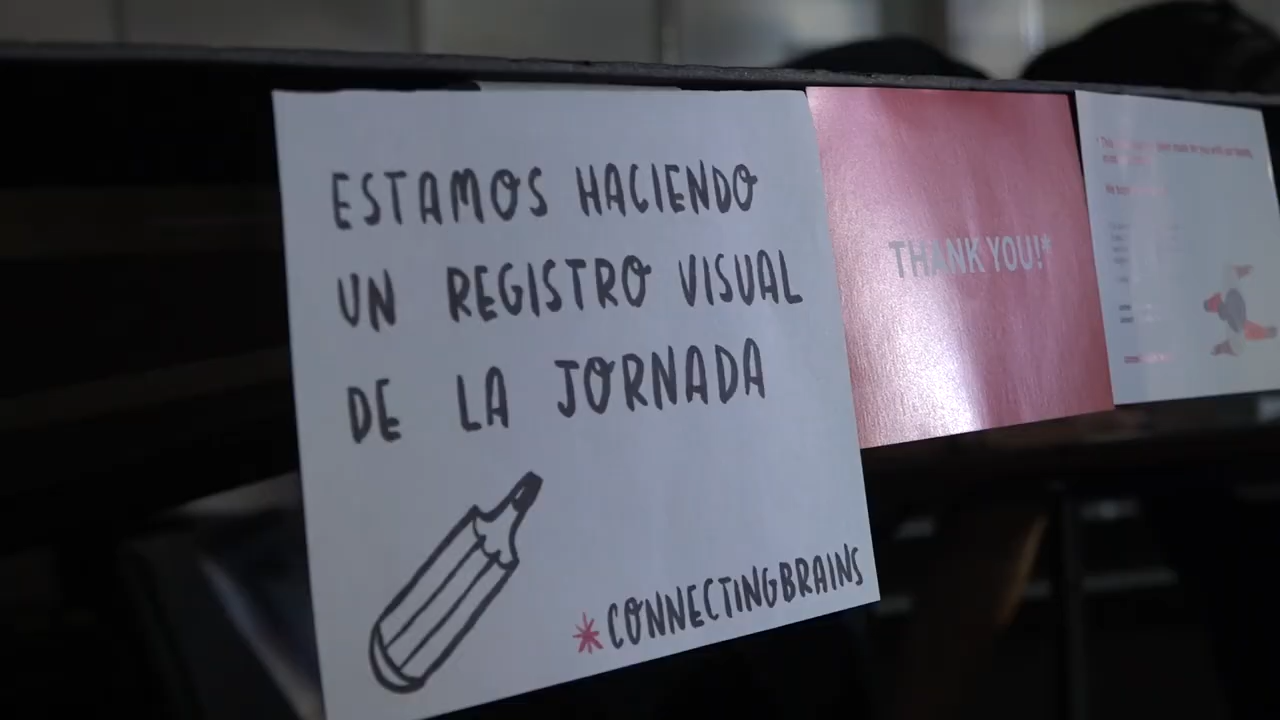 ESTAMOS HACIENDO
UN REGISTRO VISUAL
DE LA JORNADA
*CONNECTINGBRAINS
THANK YOU!*